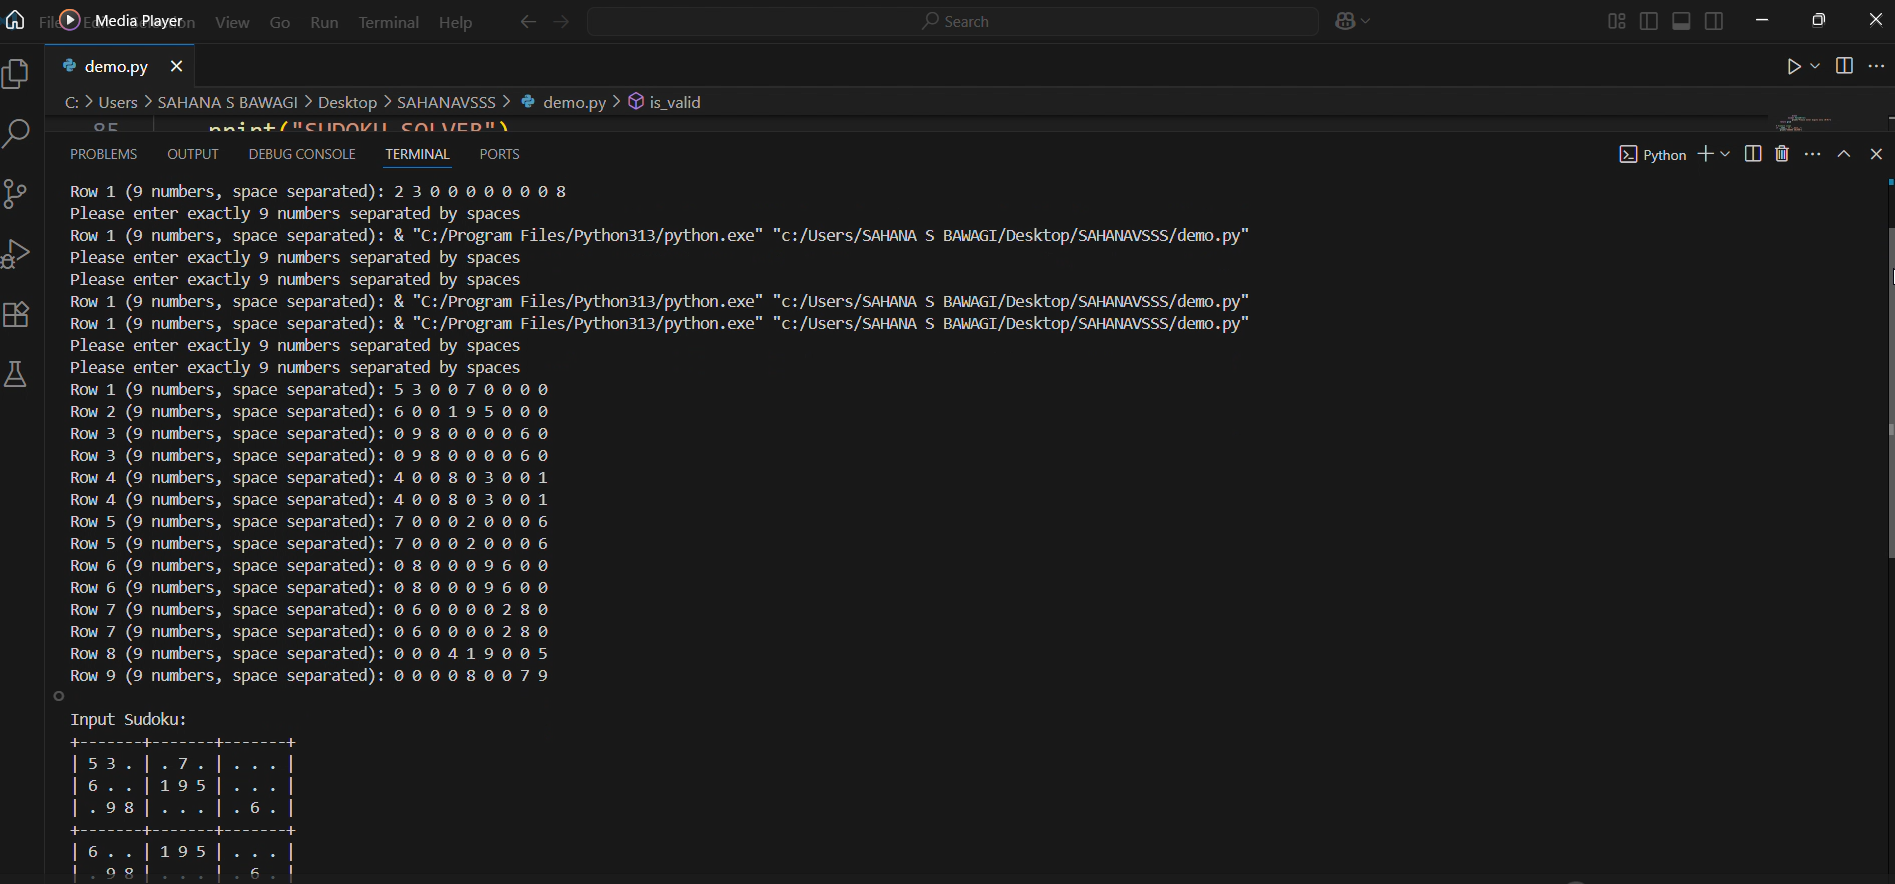 File Edit Selection View Go Run Terminal Help Search
Media Player
demo.py
C: > Users > SAHANA S BAWAGI > Desktop > SAHANAVSSS > demo.py > is_valid
85 print("SUDOKU SOLVER")
PROBLEMS OUTPUT DEBUG CONSOLE TERMINAL PORTS Python
Row 1 (9 numbers, space separated): 2 3 0 0 0 0 0 0 0 8
Please enter exactly 9 numbers separated by spaces
Row 1 (9 numbers, space separated): & "C:/Program Files/Python313/python.exe" "c:/Users/SAHANA S BAWAGI/Desktop/SAHANAVSSS/demo.py"
Please enter exactly 9 numbers separated by spaces
Please enter exactly 9 numbers separated by spaces
Row 1 (9 numbers, space separated): & "C:/Program Files/Python313/python.exe" "c:/Users/SAHANA S BAWAGI/Desktop/SAHANAVSSS/demo.py"
Row 1 (9 numbers, space separated): & "C:/Program Files/Python313/python.exe" "c:/Users/SAHANA S BAWAGI/Desktop/SAHANAVSSS/demo.py"
Please enter exactly 9 numbers separated by spaces
Please enter exactly 9 numbers separated by spaces
Row 1 (9 numbers, space separated): 5 3 0 0 7 0 0 0 0
Row 2 (9 numbers, space separated): 6 0 0 1 9 5 0 0 0
Row 3 (9 numbers, space separated): 0 9 8 0 0 0 0 6 0
Row 3 (9 numbers, space separated): 0 9 8 0 0 0 0 6 0
Row 4 (9 numbers, space separated): 4 0 0 8 0 3 0 0 1
Row 4 (9 numbers, space separated): 4 0 0 8 0 3 0 0 1
Row 5 (9 numbers, space separated): 7 0 0 0 2 0 0 0 6
Row 5 (9 numbers, space separated): 7 0 0 0 2 0 0 0 6
Row 6 (9 numbers, space separated): 0 8 0 0 0 9 6 0 0
Row 6 (9 numbers, space separated): 0 8 0 0 0 9 6 0 0
Row 7 (9 numbers, space separated): 0 6 0 0 0 0 2 8 0
Row 7 (9 numbers, space separated): 0 6 0 0 0 0 2 8 0
Row 8 (9 numbers, space separated): 0 0 0 4 1 9 0 0 5
Row 9 (9 numbers, space separated): 0 0 0 0 8 0 0 7 9
Input Sudoku:
+-------+-------+-------+
| 5 3 . | . 7 . | . . . |
| 6 . . | 1 9 5 | . . . |
| . 9 8 | . . . | . 6 . |
+-------+-------+-------+
| 6 . . | 1 9 5 | . . . |
| . 9 8 | . . . | . 6 . |